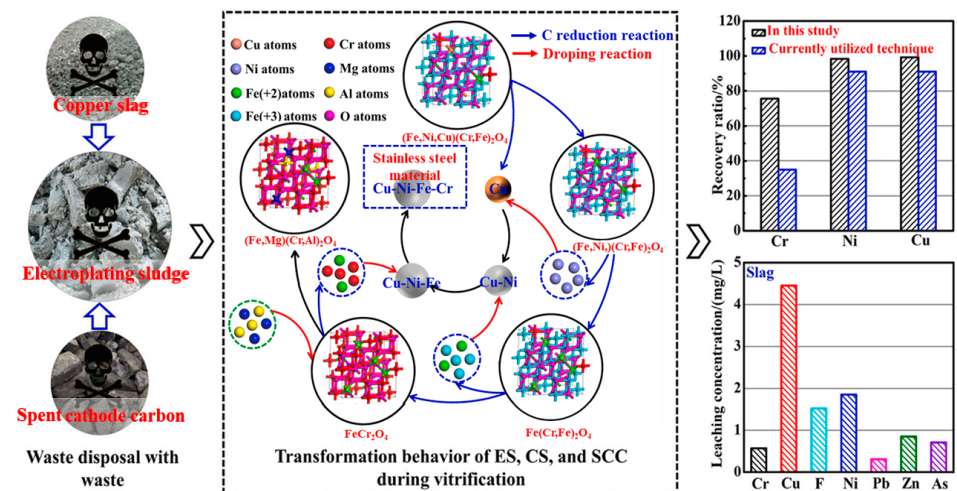 Copper slag
Electroplating sludge
Spent cathode carbon
Waste disposal with
waste
Cu atoms
Cr atoms
Ni atoms
Mg atoms
Fe(+2) atoms
Al atoms
Fe(+3) atoms
O atoms
C reduction reaction
Droping reaction
(Fe,Ni,Cu)(Cr,Fe)₂O₄
Stainless steel
material
Cu-Ni-Fe-Cr
Cu
(Fe,Mg)(Cr,Al)₂O₄
(Fe,Ni,)(Cr,Fe)₂O₄
Cu-Ni-Fe
Cu-Ni
FeCr₂O₄
Fe(Cr,Fe)₂O₄
Transformation behavior of ES, CS, and SCC
during vitrification
Recovery ratio/%
120
100
80
60
40
20
0
In this study
Currently utilized technique
Cr
Ni
Cu
Leaching concentration/(mg/L)
5
4
3
2
1
0
Slag
Cr
Cu
F
Ni
Pb
Zn
As